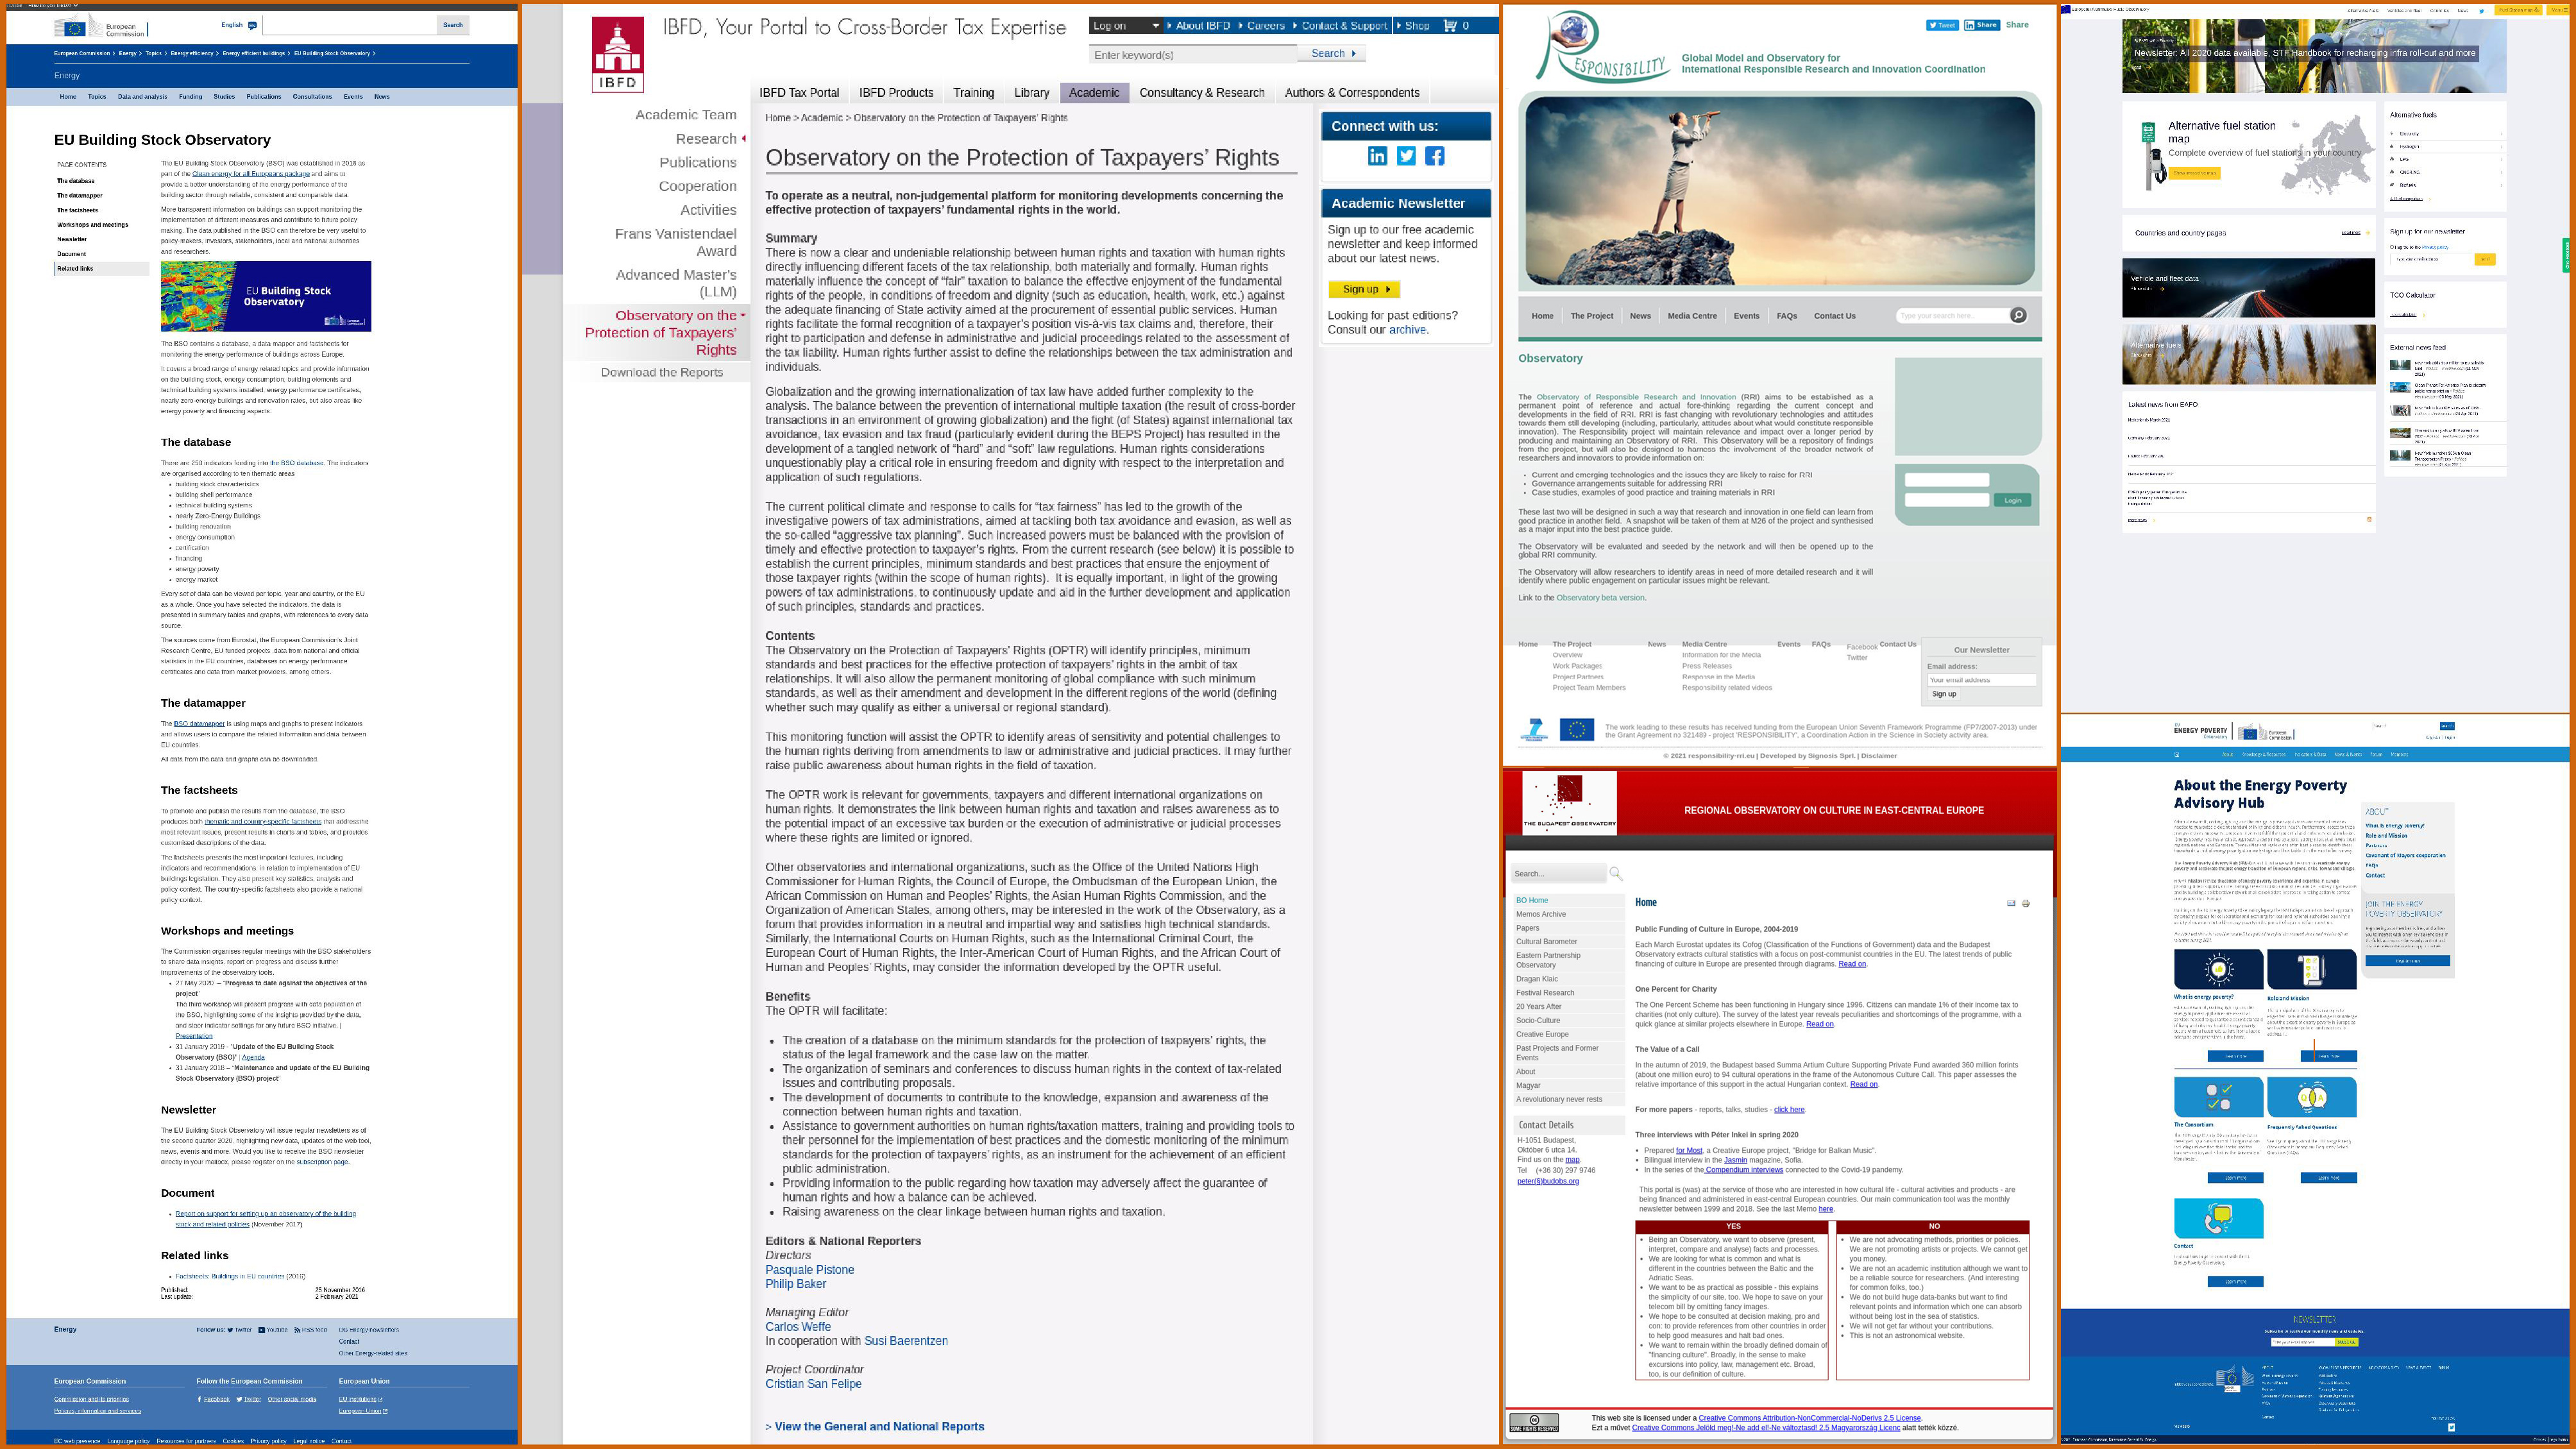 European Commission
English
Search
European Commission > Energy > Topics > Energy efficiency > Energy efficient buildings > EU Building Stock Observatory >
Energy
Home Topics Data and analysis Funding Studies Publications Consultations Events News
EU Building Stock Observatory
PAGE CONTENTS
The database
The datamapper
The factsheets
Workshops and meetings
Newsletter
Document
Related links
The EU Building Stock Observatory (BSO) was established in 2016 as
part of the Clean energy for all Europeans package and aims to
provide a better understanding of the energy performance of the
building sector through reliable, consistent and comparable data.
More transparent information on buildings can support monitoring the
implementation of different measures and contribute to future policy
making. The data published in the BSO can therefore be very useful to
policy makers, investors, stakeholders, local and national authorities
and researchers.
EU Building Stock
Observatory
The BSO contains a database, a data mapper and factsheets for
monitoring the energy performance of buildings across Europe.
It covers a broad range of energy related topics and provide information
on the building stock, energy consumption, building elements and
technical building systems installed, energy performance certificates,
nearly zero-energy buildings and renovation rates, but also areas like
energy poverty and financing aspects.
The database
There are 250 indicators feeding into the BSO database. The indicators
are organised according to ten thematic areas
• building stock characteristics
• building shell performance
• technical building systems
• nearly Zero-Energy Buildings
• building renovation
• energy consumption
• certification
• financing
• energy poverty
• energy market
Every set of data can be viewed per topic, year and country, or the EU
as a whole. Once you have selected the indicators, the data is
presented in summary tables and graphs, with references to every data
source.
The sources come from Eurostat, the European Commission's Joint
Research Centre, EU funded projects, data from national and official
statistics in the EU countries, databases on energy performance
certificates and data from market providers, among others.
The datamapper
The BSO datamapper is using maps and graphs to present indicators
and allows users to compare the related information and data between
EU countries.
All data from the data and graphs can be downloaded.
The factsheets
To promote and publish the results from the database, the BSO
produces both thematic and country-specific factsheets that address the
most relevant issues, present results in charts and tables, and provides
customised descriptions of the data.
The factsheets presents the most important features, including
indicators and recommendations, in relation to implementation of EU
buildings legislation. They also present key statistics, analysis and
policy context. The country-specific factsheets also provide a national
policy context.
Workshops and meetings
The Commission organises regular meetings with the BSO stakeholders
to share data insights, report on progress and discuss further
improvements of the observatory tools.
• 27 May 2020 – "Progress to date against the objectives of the
project"
The third workshop will present progress with data population of
the BSO, highlighting some of the insights provided by the data,
and steer indicator settings for any future BSO initiative. |
Presentation
• 31 January 2019 - "Update of the EU Building Stock
Observatory (BSO)" | Agenda
• 31 January 2018 – "Maintenance and update of the EU Building
Stock Observatory (BSO) project"
Newsletter
The EU Building Stock Observatory will issue regular newsletters as of
the second quarter 2020, highlighting new data, updates of the web tool,
news, events and more. Would you like to receive the BSO newsletter
directly in your mailbox, please register on the subscription page.
Document
• Report on support for setting up an observatory of the building
stock and related policies (November 2017)
Related links
• Factsheets: Buildings in EU countries (2019)
Published: 25 November 2016
Last update: 2 February 2021
Energy
Follow us: Twitter Youtube RSS feed
DG Energy newsletters
Contact
Other Energy-related sites
European Commission
Commission and its priorities
Policies, information and services
Follow the European Commission
Facebook Twitter Other social media
European Union
EU institutions
European Union
EC web presence Language policy Resources for partners Cookies Privacy policy Legal notice Contact
IBFD
IBFD, Your Portal to Cross-Border Tax Expertise
Log on About IBFD Careers Contact & Support Shop 0
Enter keyword(s) Search
IBFD Tax Portal IBFD Products Training Library Academic Consultancy & Research Authors & Correspondents
Academic Team
Research
Publications
Cooperation
Activities
Frans Vanistendael
Award
Advanced Master's
(LLM)
Observatory on the
Protection of Taxpayers'
Rights
Download the Reports
Home > Academic > Observatory on the Protection of Taxpayers' Rights
Observatory on the Protection of Taxpayers' Rights
To operate as a neutral, non-judgemental platform for monitoring developments concerning the
effective protection of taxpayers' fundamental rights in the world.
Summary
There is now a clear and undeniable relationship between human rights and taxation with human rights
directly influencing different facets of the tax relationship, both materially and formally. Human rights
materially influence the concept of "fair" taxation to balance the effective enjoyment of the fundamental
rights of the people, in conditions of freedom and dignity (such as education, health, work, etc.) against
the adequate financing of State activity aimed at the procurement of essential public services. Human
rights facilitate the formal recognition of a taxpayer's position vis-à-vis tax claims and, therefore, their
right to participation and defense in administrative and judicial proceedings related to the assessment of
the tax liability. Human rights further assist to define the relationships between the tax administration and
individuals.
Globalization and the growing internationalization of tax law have added further complexity to the
analysis. The balance between the prevention of international multiple taxation (the result of cross-border
transactions in an environment of growing globalization) and the fight (of States) against international tax
avoidance, tax evasion and tax fraud (particularly evident during the BEPS Project) has resulted in the
development of a tangled network of "hard" and "soft" law regulations. Human rights considerations
unquestionably play a critical role in ensuring freedom and dignity with respect to the interpretation and
application of such regulations.
The current political climate and response to calls for "tax fairness" has led to the growth of the
investigative powers of tax administrations, aimed at tackling both tax avoidance and evasion, as well as
the so-called "aggressive tax planning". Such increased powers must be balanced with the provision of
timely and effective protection to taxpayer's rights. From the current research (see below) it is possible to
establish the current principles, minimum standards and best practices that ensure the enjoyment of
those taxpayer rights (within the scope of human rights). It is equally important, in light of the growing
powers of tax administrations, to continuously update and aid in the further development and application
of such principles, standards and practices.
Contents
The Observatory on the Protection of Taxpayers' Rights (OPTR) will identify principles, minimum
standards and best practices for the effective protection of taxpayers' rights in the ambit of tax
relationships. It will also allow the permanent monitoring of global compliance with such minimum
standards, as well as their amendment and development in the different regions of the world (defining
whether such may qualify as either a universal or regional standard).
This monitoring function will assist the OPTR to identify areas of sensitivity and potential challenges to
the human rights deriving from amendments to law or administrative and judicial practices. It may further
raise public awareness about human rights in the field of taxation.
The OPTR work is relevant for governments, taxpayers and different international organizations on
human rights. It demonstrates the link between human rights and taxation and raises awareness as to
the potential impact of an excessive tax burden or the execution of administrative or judicial processes
where these rights are limited or ignored.
Other observatories and international organizations, such as the Office of the United Nations High
Commissioner for Human Rights, the Council of Europe, the Ombudsman of the European Union, the
African Commission on Human and Peoples' Rights, the Asian Human Rights Commission, and the
Organization of American States, among others, may be interested in the work of the Observatory, as a
forum that provides information in a neutral and impartial way and satisfies high technical standards.
Similarly, the International Courts on Human Rights, such as the International Criminal Court, the
European Court of Human Rights, the Inter-American Court of Human Rights, and the African Court of
Human and Peoples' Rights, may consider the information developed by the OPTR useful.
Benefits
The OPTR will facilitate:
• The creation of a database on the minimum standards for the protection of taxpayers' rights, the
status of the legal framework and the case law on the matter.
• The organization of seminars and conferences to discuss human rights in the context of tax-related
issues and contributing proposals.
• The development of documents to contribute to the knowledge, expansion and awareness of the
connection between human rights and taxation.
• Assistance to government authorities on human rights/taxation matters, training and providing tools to
their personnel for the implementation of best practices and the domestic monitoring of the minimum
standards for the protection of taxpayers' rights, as an instrument for the achievement of an efficient
public administration.
• Providing information to the public regarding how taxation may adversely affect the guarantee of
human rights and how a balance can be achieved.
• Raising awareness on the clear linkage between human rights and taxation.
Editors & National Reporters
Directors
Pasquale Pistone
Philip Baker
Managing Editor
Carlos Weffe
In cooperation with Susi Baerentzen
Project Coordinator
Cristian San Felipe
> View the General and National Reports
Connect with us:
Academic Newsletter
Sign up to our free academic
newsletter and keep informed
about our latest news.
Sign up
Looking for past editions?
Consult our archive.
RESPONSIBILITY
Tweet Share Share
Global Model and Observatory for
International Responsible Research and Innovation Coordination
Home The Project News Media Centre Events FAQs Contact Us Type your search here..
Observatory
The Observatory of Responsible Research and Innovation (RRI) aims to be established as a
permanent point of reference and actual fore-thinking regarding the current concept and
developments in the field of RRI. RRI is fast changing with revolutionary technologies and attitudes
towards them still developing (including, particularly, attitudes about what would constitute responsible
innovation). The Responsibility project will maintain relevance and impact over a longer period by
producing and maintaining an Observatory of RRI. This Observatory will be a repository of findings
from the project, but will also be designed to harness the involvement of the broader network of
researchers and innovators to provide information on:
• Current and emerging technologies and the issues they are likely to raise for RRI
• Governance arrangements suitable for addressing RRI
• Case studies, examples of good practice and training materials in RRI
These last two will be designed in such a way that research and innovation in one field can learn from
good practice in another field. A snapshot will be taken of them at M26 of the project and synthesised
as a major input into the best practice guide.
The Observatory will be evaluated and seeded by the network and will then be opened up to the
global RRI community.
The Observatory will allow researchers to identify areas in need of more detailed research and it will
identify where public engagement on particular issues might be relevant.
Link to the Observatory beta version.
Login
Home The Project News Media Centre Events FAQs Facebook Contact Us
Overview Information for the Media Twitter
Work Packages Press Releases
Project Partners Response in the Media
Project Team Members Responsibility related videos
Our Newsletter
Email address:
Your email address
Sign up
The work leading to these results has received funding from the European Union Seventh Framework Programme (FP7/2007-2013) under
the Grant Agreement no 321489 - project 'RESPONSIBILITY', a Coordination Action in the Science in Society activity area.
© 2021 responsibility-rri.eu | Developed by Signosis Sprl. | Disclaimer
THE BUDAPEST OBSERVATORY
REGIONAL OBSERVATORY ON CULTURE IN EAST-CENTRAL EUROPE
Search...
BO Home
Memos Archive
Papers
Cultural Barometer
Eastern Partnership
Observatory
Dragan Klaic
Festival Research
20 Years After
Socio-Culture
Creative Europe
Past Projects and Former
Events
About
Magyar
A revolutionary never rests
Contact Details
H-1051 Budapest,
Október 6 utca 14.
Find us on the map.
Tel (+36 30) 297 9746
peter(§)budobs.org
Home
Public Funding of Culture in Europe, 2004-2019
Each March Eurostat updates its Cofog (Classification of the Functions of Government) data and the Budapest
Observatory extracts cultural statistics with a focus on post-communist countries in the EU. The latest trends of public
financing of culture in Europe are presented through diagrams. Read on.
One Percent for Charity
The One Percent Scheme has been functioning in Hungary since 1996. Citizens can mandate 1% of their income tax to
charities (not only culture). The survey of the latest year reveals peculiarities and shortcomings of the programme, with a
quick glance at similar projects elsewhere in Europe. Read on.
The Value of a Call
In the autumn of 2019, the Budapest based Summa Artium Culture Supporting Private Fund awarded 360 million forints
(about one million euro) to 94 cultural operations in the frame of the Autonomous Culture Call. This paper assesses the
relative importance of this support in the actual Hungarian context. Read on.
For more papers - reports, talks, studies - click here.
Three interviews with Péter Inkei in spring 2020
• Prepared for Most, a Creative Europe project, "Bridge for Balkan Music".
• Bilingual interview in the Jasmin magazine, Sofia.
• In the series of the Compendium interviews connected to the Covid-19 pandemy.
This portal is (was) at the service of those who are interested in how cultural life - cultural activities and products - are
being financed and administered in east-central European countries. Our main communication tool was the monthly
newsletter between 1999 and 2018. See the last Memo here.
YES
• Being an Observatory, we want to observe (present,
interpret, compare and analyse) facts and processes.
• We are looking for what is common and what is
different in the countries between the Baltic and the
Adriatic Seas.
• We want to be as practical as possible - this explains
the simplicity of our site, too. We hope to save on your
telecom bill by omitting fancy images.
• We hope to be consulted at decision making, pro and
con: to provide references from other countries in order
to help good measures and halt bad ones.
• We want to remain within the broadly defined domain of
"financing culture". Broadly, in the sense to make
excursions into policy, law, management etc. Broad,
too, is our definition of culture.
NO
• We are not advocating methods, priorities or policies.
We are not promoting artists or projects. We cannot get
you money.
• We are not an academic institution although we want to
be a reliable source for researchers. (And interesting
for common folks, too.)
• We do not build huge data-banks but want to find
relevant points and information which one can absorb
without being lost in the sea of statistics.
• We will not get far without your contributions.
• This is not an astronomical website.
SOME RIGHTS RESERVED
This web site is licensed under a Creative Commons Attribution-NonCommercial-NoDerivs 2.5 License.
Ezt a művet Creative Commons Jelöld meg!-Ne add el!-Ne változtasd! 2.5 Magyarország Licenc alatt tették közzé.
Newsletter: All 2020 data available, STF Handbook for recharging infra roll-out and more
Alternative fuel station
map
Complete overview of fuel stations in your country
Countries and country pages
Vehicle and fleet data
Alternative fuels
Latest news from EAFO
Alternative fuels
Electricity
Hydrogen
LPG
Biofuels
Sign up for our newsletter
TCO Calculator
External news feed
EU
ENERGY POVERTY
Observatory
European Commission
About the Energy Poverty
Advisory Hub
ABOUT
What is energy poverty?
Role and Mission
Partners
Covenant of Mayors cooperation
FAQs
Contact
JOIN THE ENERGY
POVERTY OBSERVATORY
What is energy poverty?
Role and Mission
Learn more
The Consortium
Frequently Asked Questions
Learn more Learn more
Contact
Learn more
NEWSLETTER